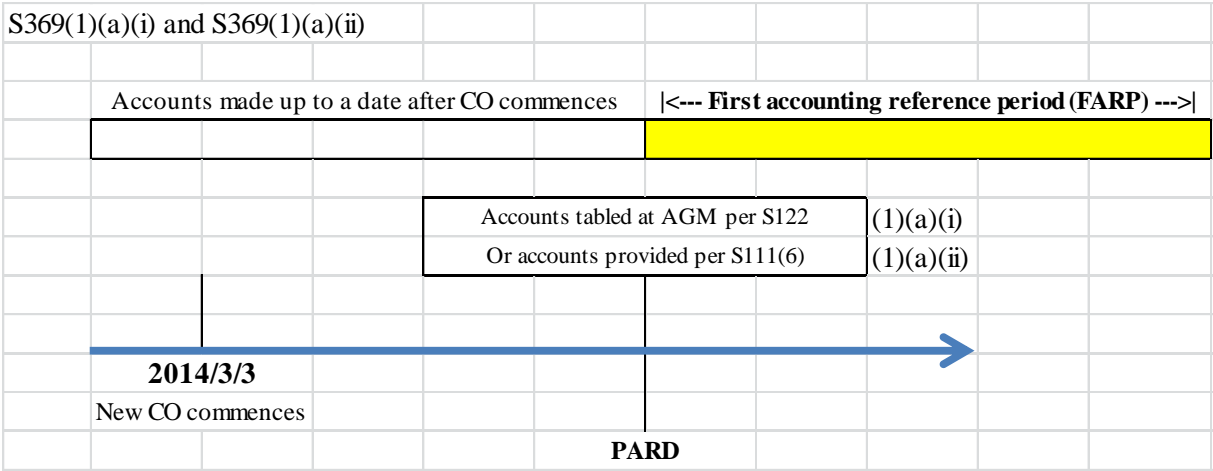 S369(1)(a)(i) and S369(1)(a)(ii)
Accounts made up to a date after CO commences |<--- First accounting reference period (FARP) --->|
Accounts tabled at AGM per S122 (1)(a)(i)
Or accounts provided per S111(6) (1)(a)(ii)
2014/3/3
New CO commences
PARD